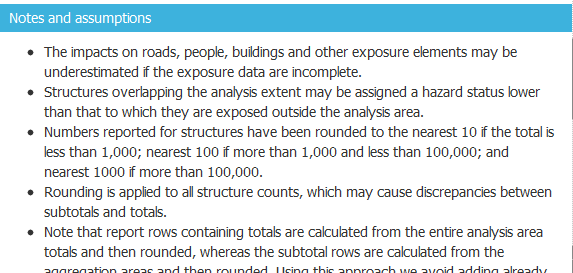 Notes and assumptions
• The impacts on roads, people, buildings and other exposure elements may be
underestimated if the exposure data are incomplete.
• Structures overlapping the analysis extent may be assigned a hazard status lower
than that to which they are exposed outside the analysis area.
• Numbers reported for structures have been rounded to the nearest 10 if the total is
less than 1,000; nearest 100 if more than 1,000 and less than 100,000; and
nearest 1000 if more than 100,000.
• Rounding is applied to all structure counts, which may cause discrepancies between
subtotals and totals.
• Note that report rows containing totals are calculated from the entire analysis area
totals and then rounded, whereas the subtotal rows are calculated from the
aggregation areas and then rounded. Using this approach we avoid adding already